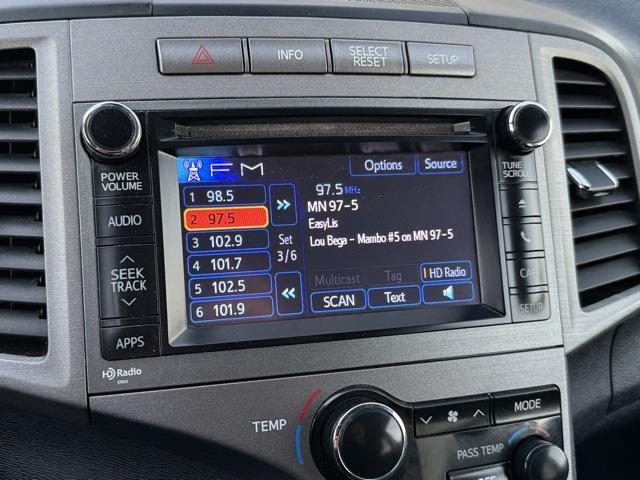 INFO
SELECT RESET
SETUP
POWER VOLUME
AUDIO
SEEK TRACK
APPS
HD Radio
FM
Options
Source
1 98.5
2 97.5
3 102.9
4 101.7
5 102.5
6 101.9
Set
3/6
97.5 MHz
MN 97-5
EasyLis
Lou Bega - Mambo #5 on MN 97-5
Multicast
Tag
HD Radio
SCAN
Text
TUNE SCROLL
SETUP
TEMP
MODE
PASS TEMP
OFF